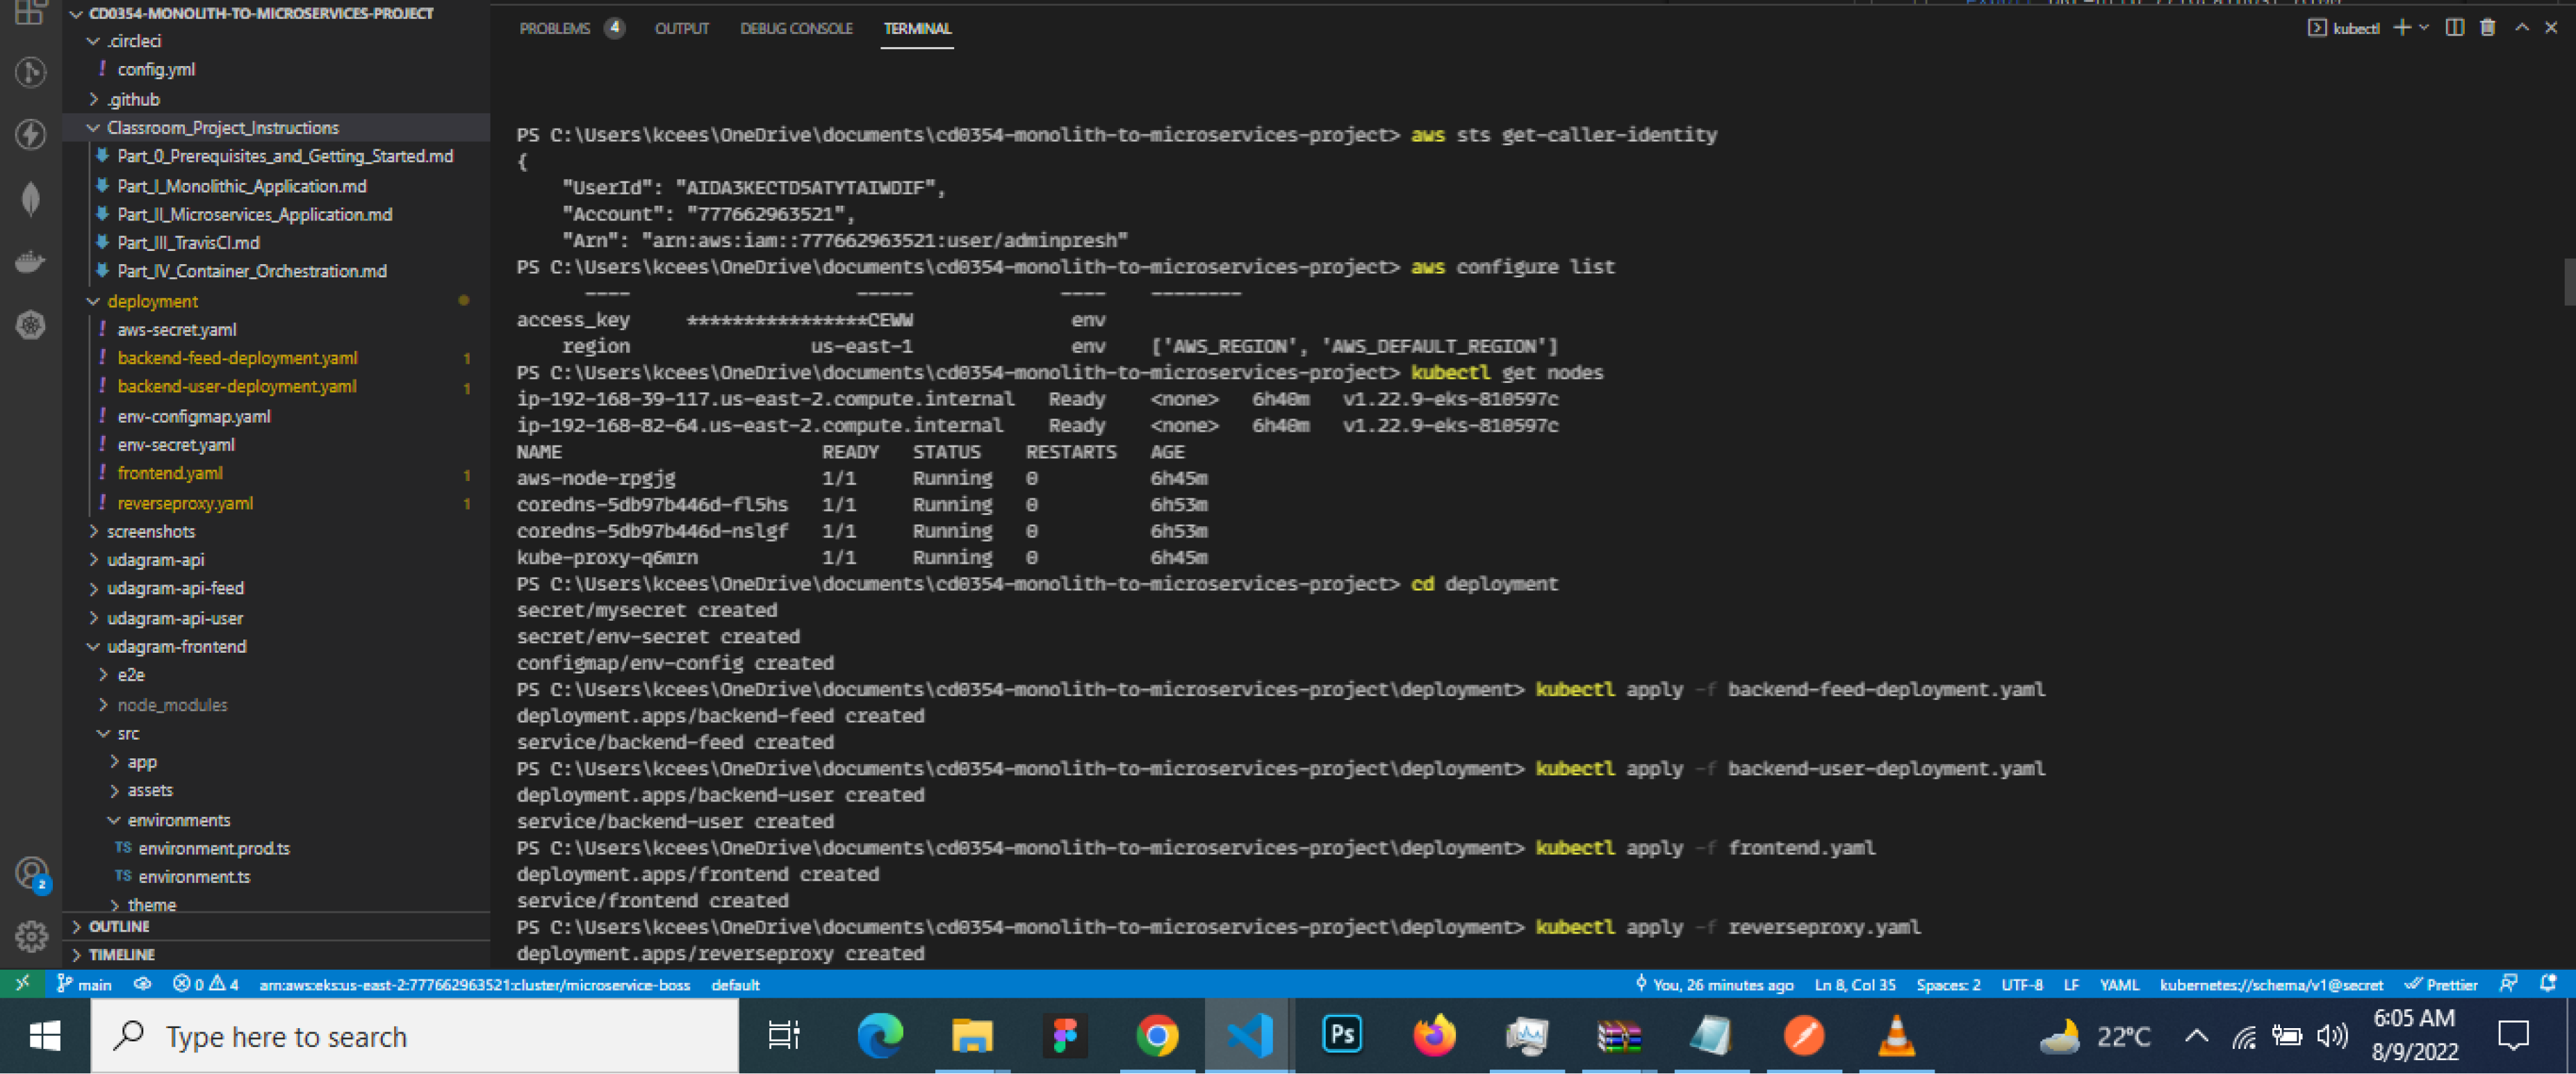 CD0354-MONOLITH-TO-MICROSERVICES-PROJECT
.circleci
! config.yml
.github
Classroom_Project_Instructions
Part_0_Prerequisites_and_Getting_Started.md
Part_I_Monolithic_Application.md
Part_II_Microservices_Application.md
Part_III_TravisCI.md
Part_IV_Container_Orchestration.md
deployment
! aws-secret.yaml
! backend-feed-deployment.yaml 1
! backend-user-deployment.yaml 1
! env-configmap.yaml
! env-secret.yaml
! frontend.yaml 1
! reverseproxy.yaml 1
screenshots
udagram-api
udagram-api-feed
udagram-api-user
udagram-frontend
e2e
node_modules
src
app
assets
environments
TS environment.prod.ts
TS environment.ts
theme
OUTLINE
TIMELINE
2
PROBLEMS 4 OUTPUT DEBUG CONSOLE TERMINAL
kubectl
PS C:\Users\kcees\OneDrive\documents\cd0354-monolith-to-microservices-project> aws sts get-caller-identity
{
"UserId": "AIDA3KECTD5ATYTAIWDIF",
"Account": "777662963521",
"Arn": "arn:aws:iam::777662963521:user/adminpresh"
PS C:\Users\kcees\OneDrive\documents\cd0354-monolith-to-microservices-project> aws configure list
---- ----- ---- --------
access_key ****************CEWW env
region us-east-1 env ['AWS_REGION', 'AWS_DEFAULT_REGION']
PS C:\Users\kcees\OneDrive\documents\cd0354-monolith-to-microservices-project> kubectl get nodes
ip-192-168-39-117.us-east-2.compute.internal Ready <none> 6h40m v1.22.9-eks-810597c
ip-192-168-82-64.us-east-2.compute.internal Ready <none> 6h40m v1.22.9-eks-810597c
NAME READY STATUS RESTARTS AGE
aws-node-rpgjg 1/1 Running 0 6h45m
coredns-5db97b446d-fl5hs 1/1 Running 0 6h53m
coredns-5db97b446d-nslgf 1/1 Running 0 6h53m
kube-proxy-q6mrn 1/1 Running 0 6h45m
PS C:\Users\kcees\OneDrive\documents\cd0354-monolith-to-microservices-project> cd deployment
secret/mysecret created
secret/env-secret created
configmap/env-config created
PS C:\Users\kcees\OneDrive\documents\cd0354-monolith-to-microservices-project\deployment> kubectl apply -f backend-feed-deployment.yaml
deployment.apps/backend-feed created
service/backend-feed created
PS C:\Users\kcees\OneDrive\documents\cd0354-monolith-to-microservices-project\deployment> kubectl apply -f backend-user-deployment.yaml
deployment.apps/backend-user created
service/backend-user created
PS C:\Users\kcees\OneDrive\documents\cd0354-monolith-to-microservices-project\deployment> kubectl apply -f frontend.yaml
deployment.apps/frontend created
service/frontend created
PS C:\Users\kcees\OneDrive\documents\cd0354-monolith-to-microservices-project\deployment> kubectl apply -f reverseproxy.yaml
deployment.apps/reverseproxy created
main 0 4 arn:aws:eks:us-east-2:777662963521:cluster/microservice-boss default You, 26 minutes ago Ln 8, Col 35 Spaces: 2 UTF-8 LF YAML kubernetes://schema/v1@secret Prettier
Type here to search
Ps
22°C
6:05 AM
8/9/2022